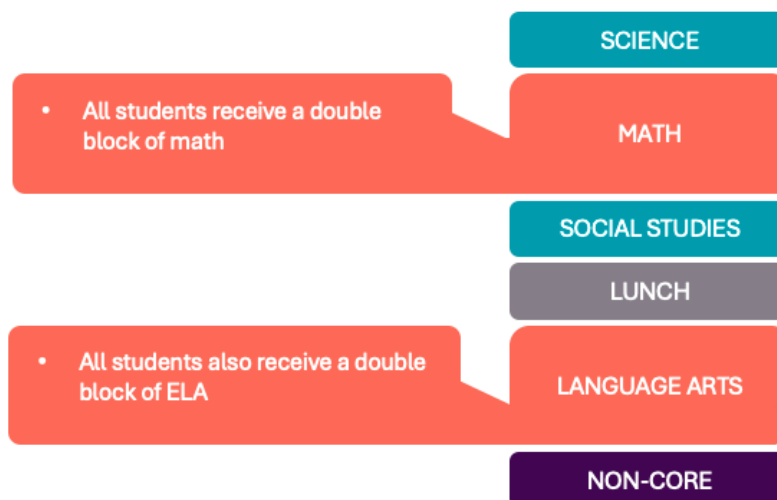 SCIENCE
• All students receive a double
block of math
MATH
SOCIAL STUDIES
LUNCH
• All students also receive a double
block of ELA
LANGUAGE ARTS
NON-CORE